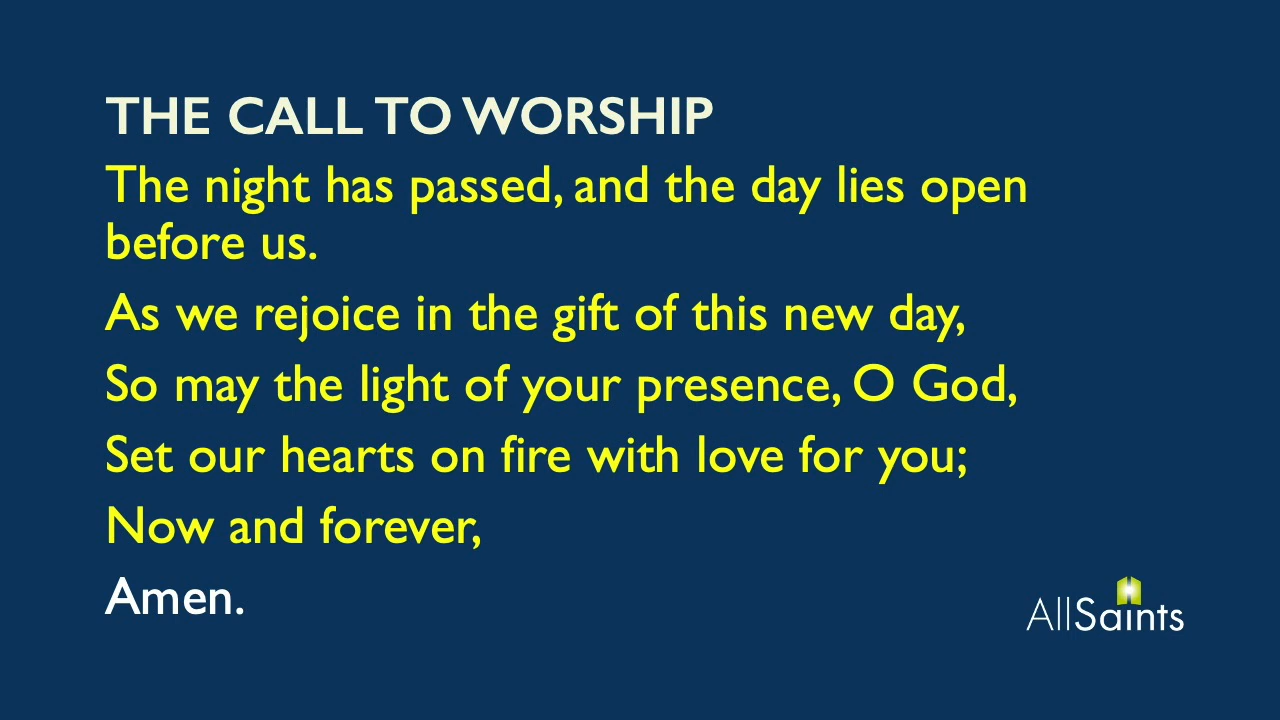 THE CALL TO WORSHIP
The night has passed, and the day lies open
before us.
As we rejoice in the gift of this new day,
So may the light of your presence, O God,
Set our hearts on fire with love for you;
Now and forever,
Amen.
AllSaints